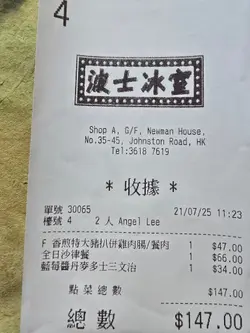 4
波士冰室
Shop A, G/F, Newman House,
No.35-45, Johnston Road, HK
Tel:3618 7619
* 收據 *
單號 30065 21/07/25 11:23
檯號 4 2 人 Angel Lee
F 香煎特大豬扒併雞肉腸/餐肉 1 $47.00
全日沙律餐 1 $66.00
藍莓醬丹麥多士三文治 1 $34.00
點菜總數 $147.00
總數 $147.00